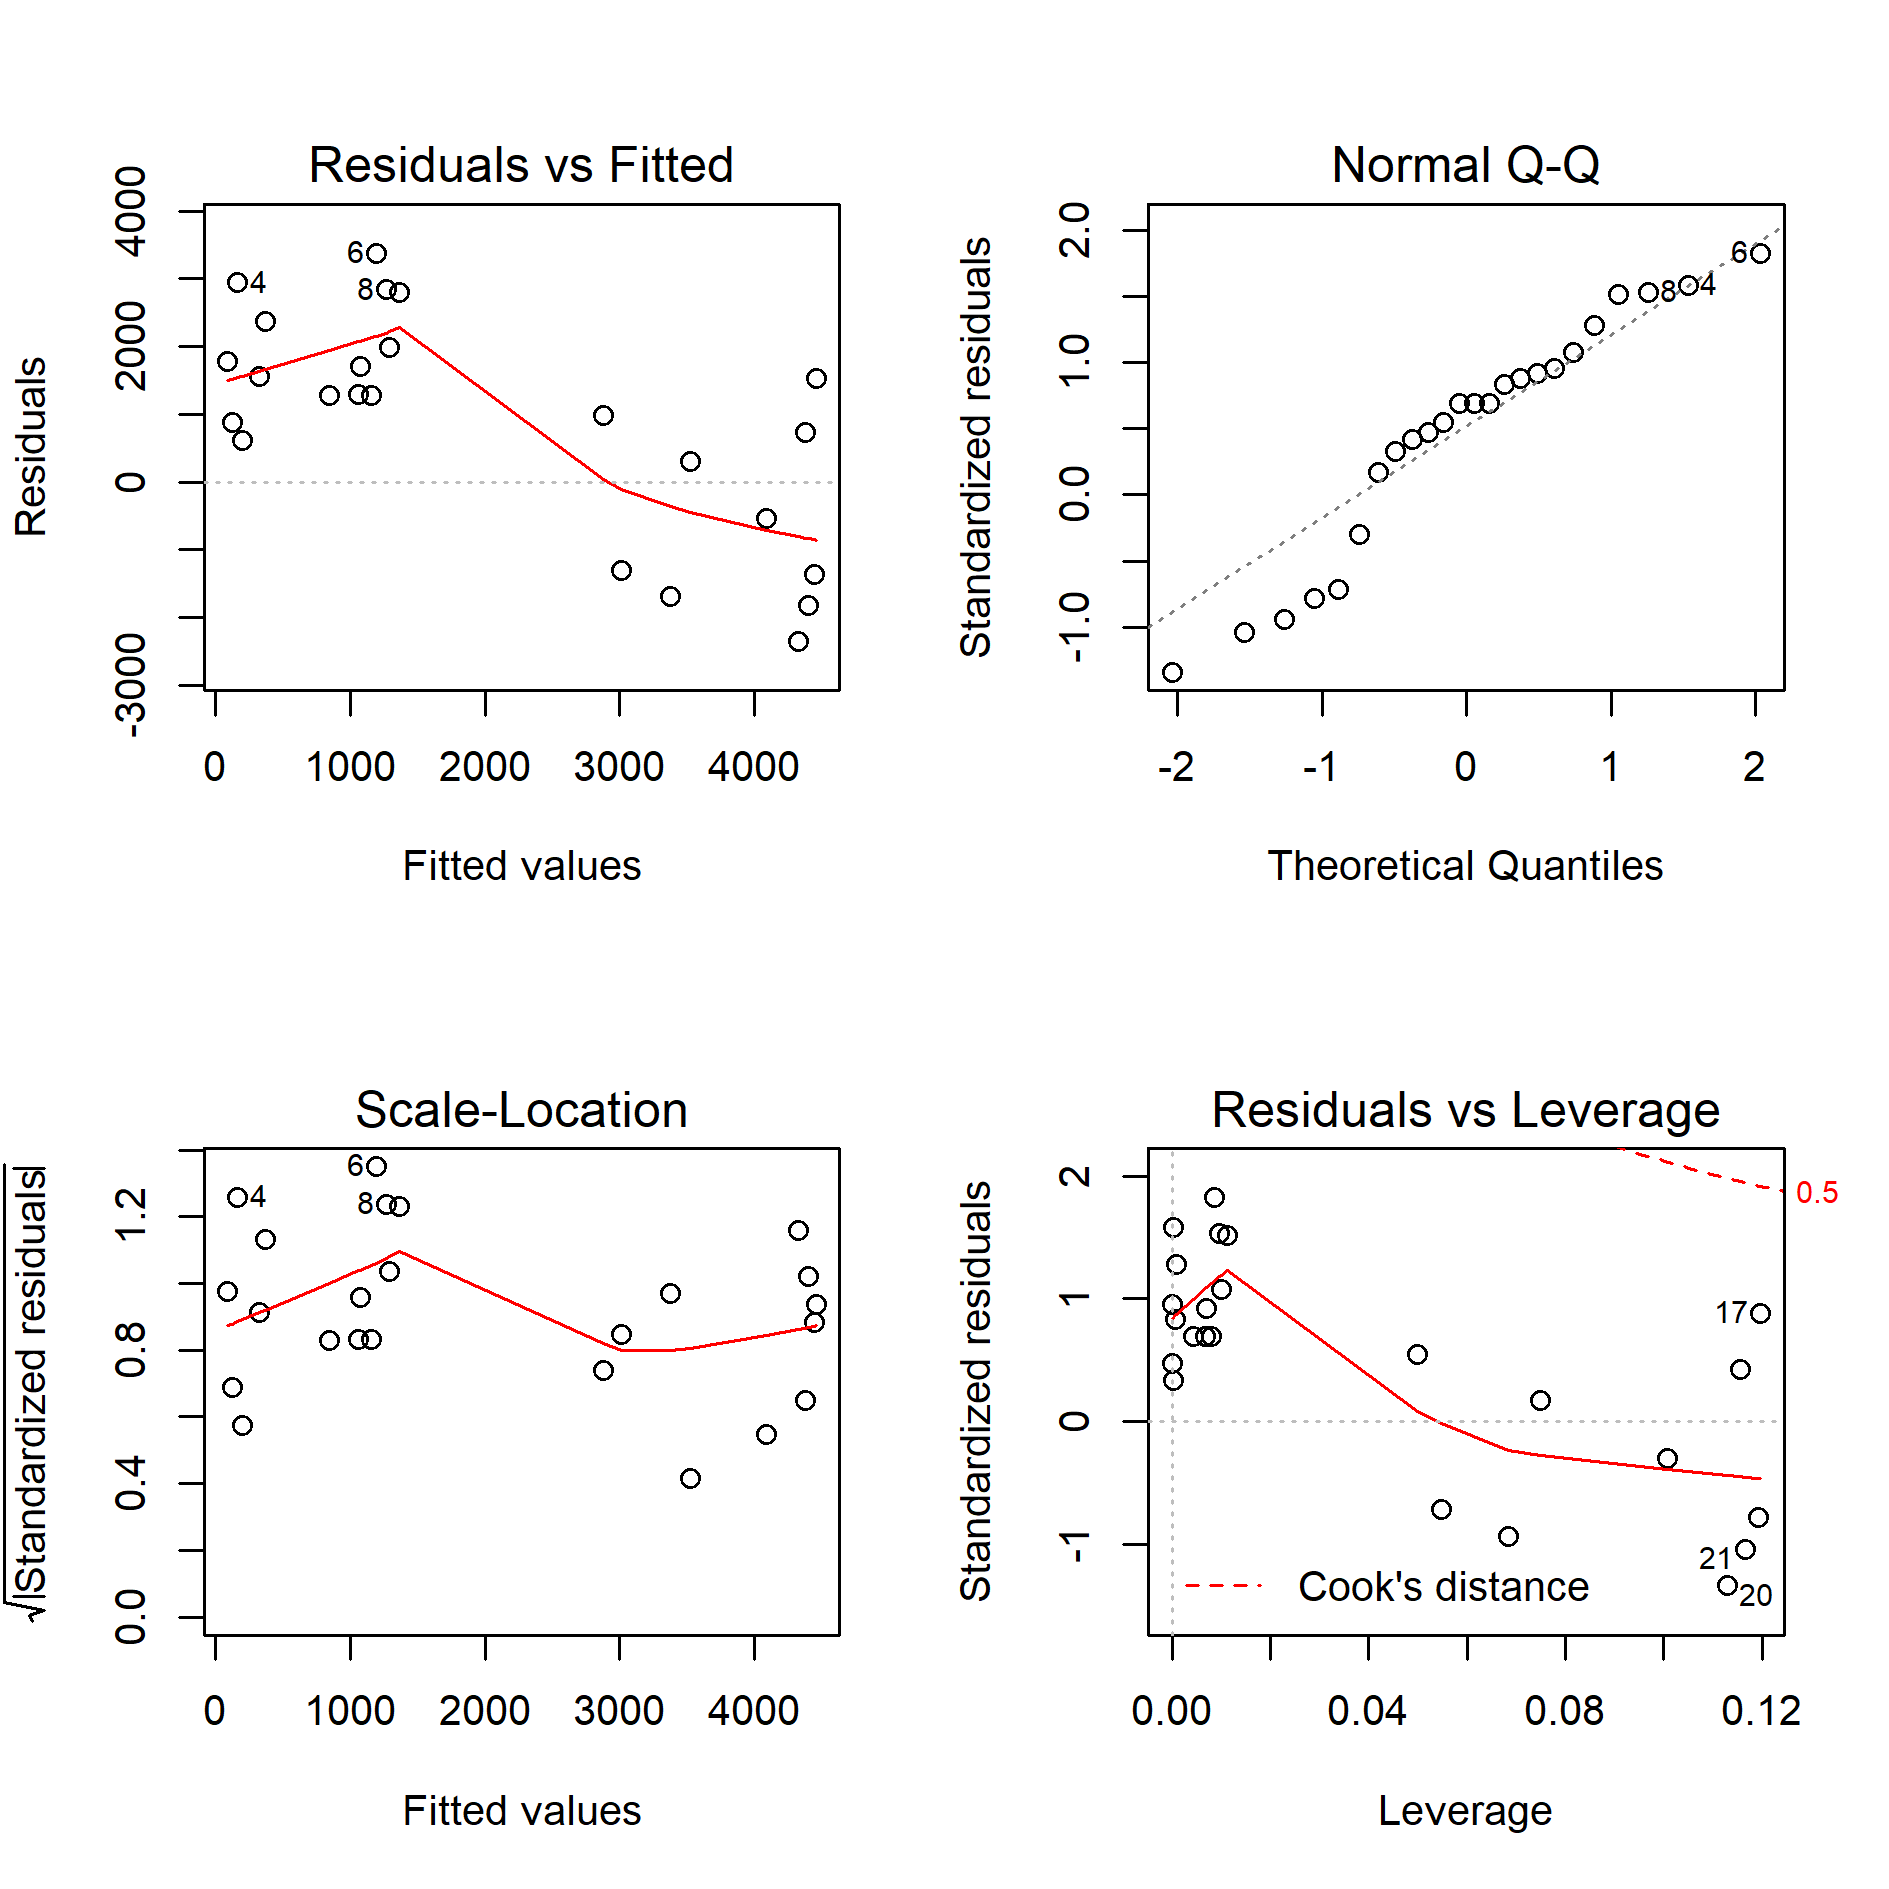 Residuals vs Fitted
Residuals
4000
2000
0
-3000
6
4
8
0 1000 2000 3000 4000
Fitted values
Normal Q-Q
Standardized residuals
2.0
1.0
0.0
-1.0
6
8 4
-2 -1 0 1 2
Theoretical Quantiles
Scale-Location
√|Standardized residuals|
1.2
0.8
0.4
0.0
6
4
8
0 1000 2000 3000 4000
Fitted values
Residuals vs Leverage
Standardized residuals
2
1
0
-1
0.5
17
21
20
Cook's distance
0.00 0.04 0.08 0.12
Leverage